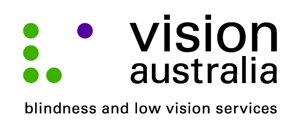 vision
australia
blindness and low vision services